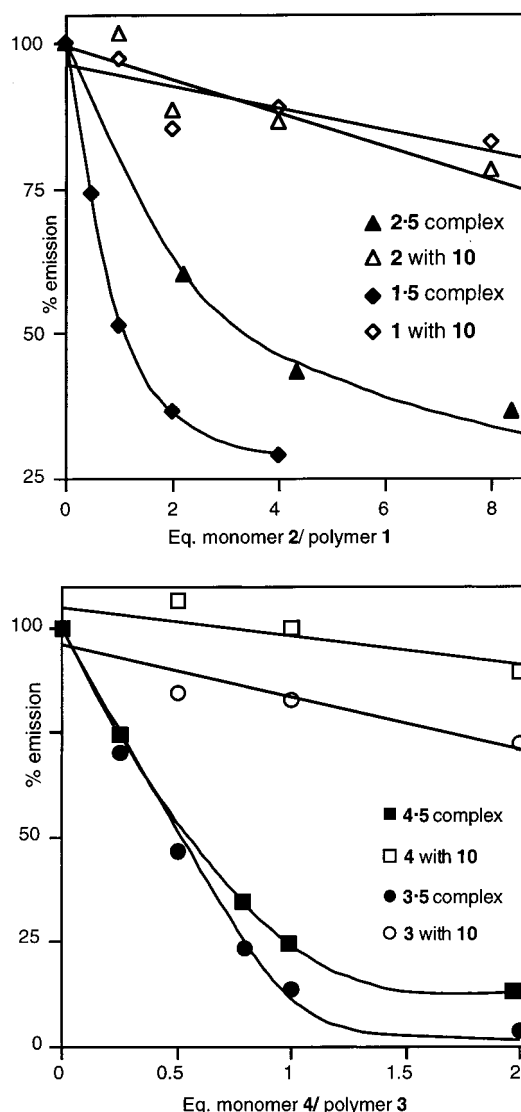 100
75
50
25
% emission
▲ 2·5 complex
△ 2 with 10
◆ 1·5 complex
◇ 1 with 10
0 2 4 6 8
Eq. monomer 2/ polymer 1
100
50
25
0
% emission
■ 4·5 complex
□ 4 with 10
● 3·5 complex
○ 3 with 10
0 0.5 1 1.5 2
Eq. monomer 4/ polymer 3